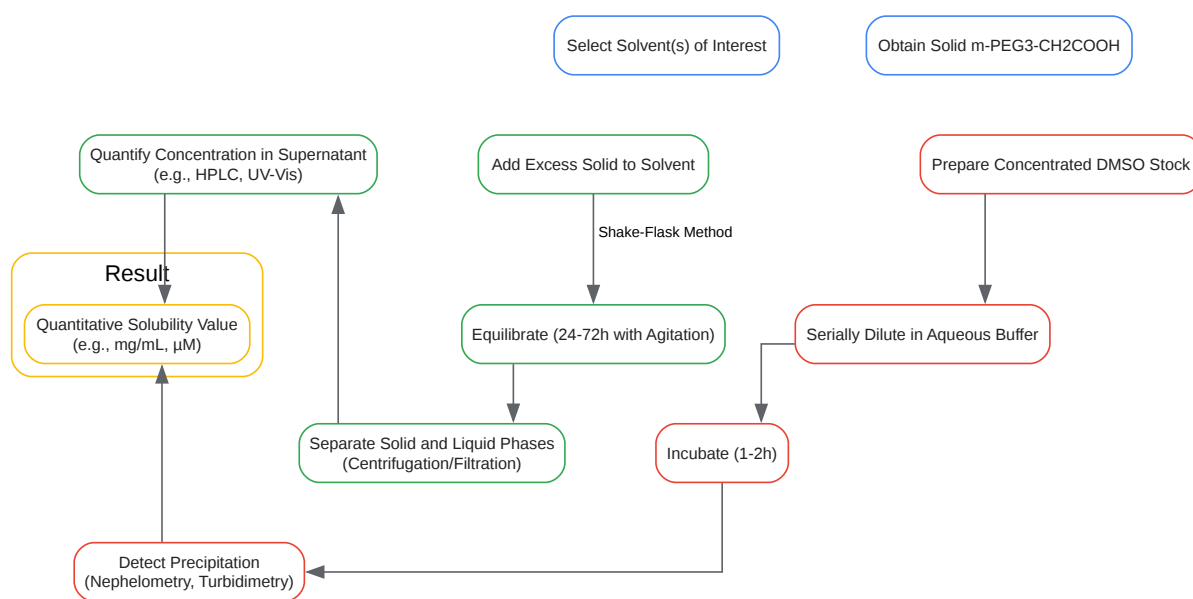 Select Solvent(s) of Interest
Obtain Solid m-PEG3-CH2COOH
Quantify Concentration in Supernatant
(e.g., HPLC, UV-Vis)
Add Excess Solid to Solvent
Prepare Concentrated DMSO Stock
Shake-Flask Method
Result
Quantitative Solubility Value
(e.g., mg/mL, µM)
Equilibrate (24-72h with Agitation)
Serially Dilute in Aqueous Buffer
Separate Solid and Liquid Phases
(Centrifugation/Filtration)
Incubate (1-2h)
Detect Precipitation
(Nephelometry, Turbidimetry)